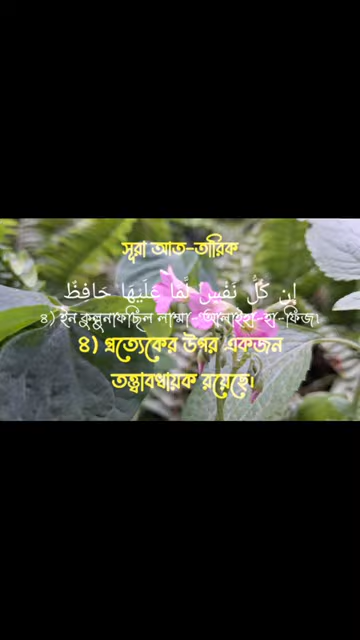 সূরা আত-তারিক
إِن كُلُّ نَفْسٍ لَّمَّا عَلَيْهَا حَافِظٌ
৪) ইন কুল্লুনাফছিল লাম্মা-'আলাইহা-হা-ফিজ।
৪) প্রত্যেকের উপর একজন
তত্ত্বাবধায়ক রয়েছে।